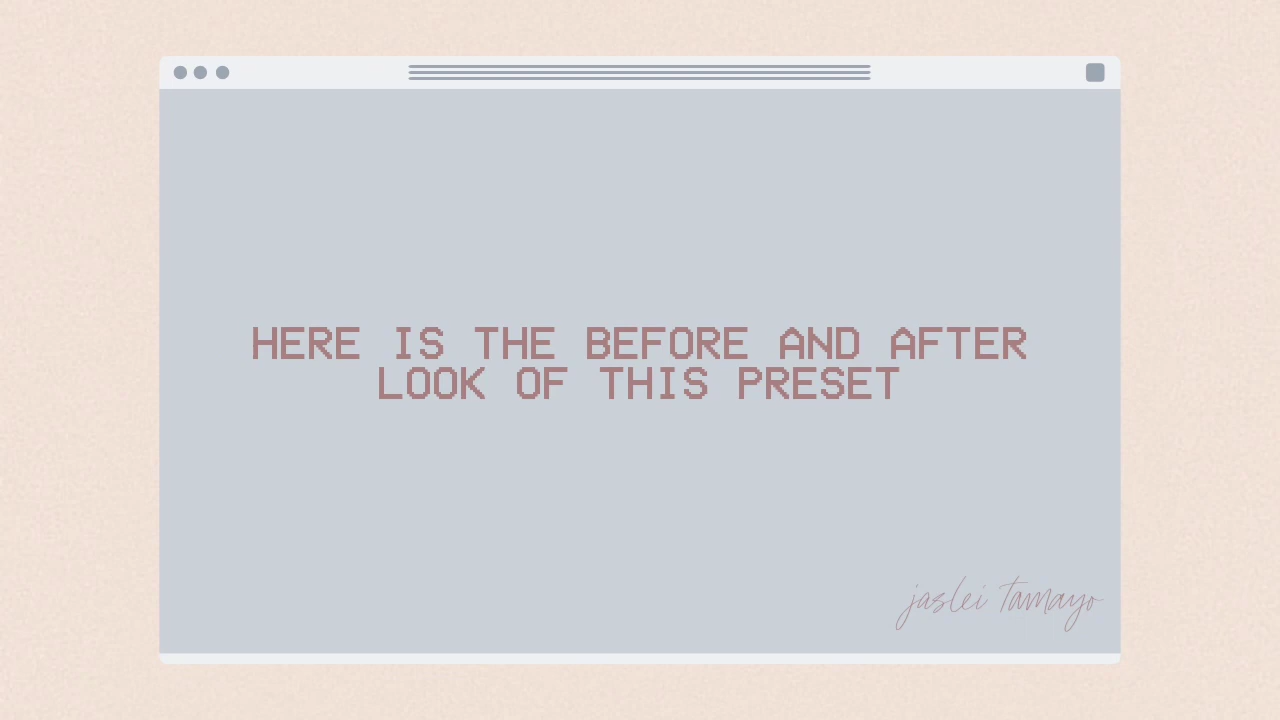 HERE IS THE BEFORE AND AFTER
LOOK OF THIS PRESET
jaslei tamayo